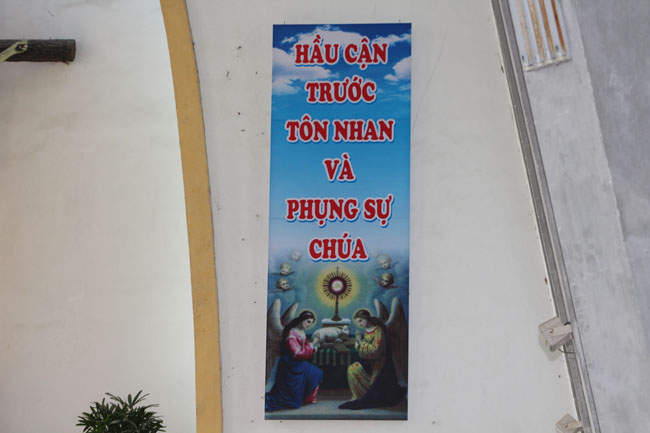 HẦU CẬN
TRƯỚC
TÔN NHAN
VÀ
PHỤNG SỰ
CHÚA